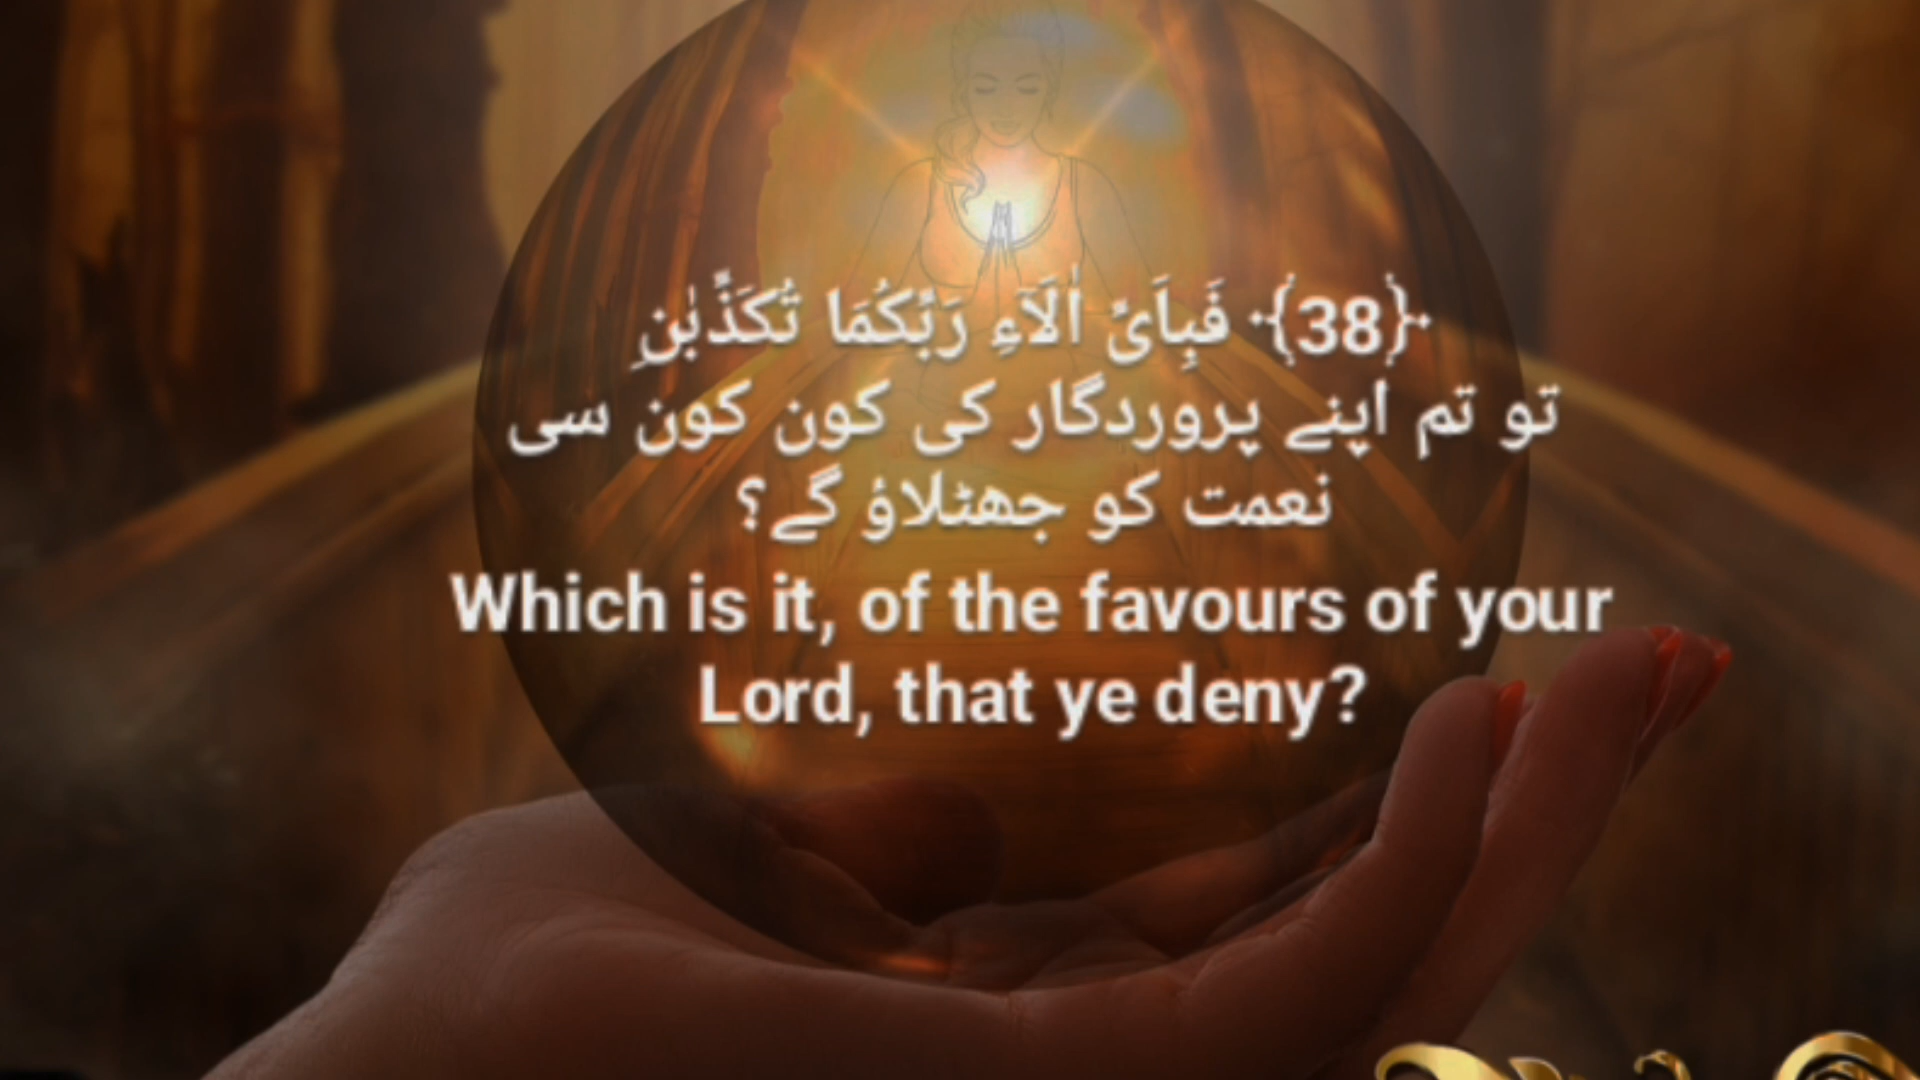 ﴿38﴾ فَبِاَیِّ اٰلَآءِ رَبِّكُمَا تُكَذِّبٰنِ
تو تم اپنے پروردگار کی کون کون سی
نعمت کو جھٹلاؤ گے؟
Which is it, of the favours of your
Lord, that ye deny?